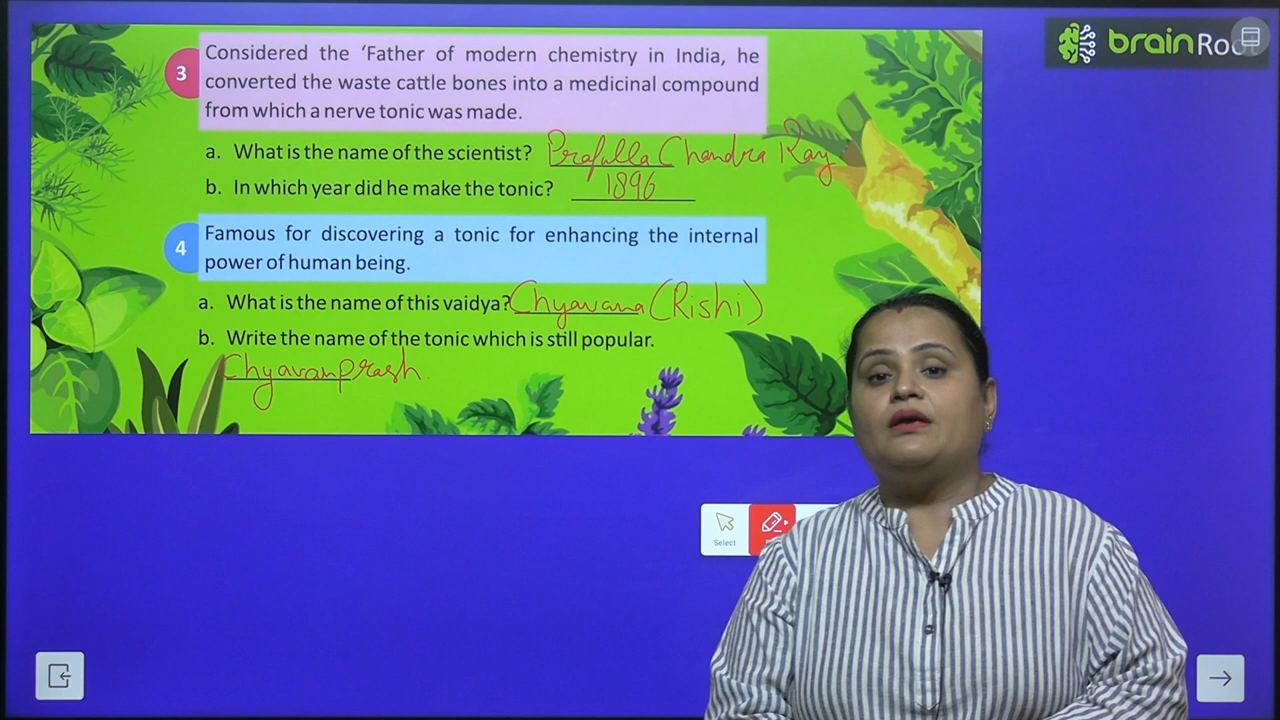 brainRo
3
Considered the ‘Father of modern chemistry in India, he
converted the waste cattle bones into a medicinal compound
from which a nerve tonic was made.
a. What is the name of the scientist? Prafulla Chandra Ray
b. In which year did he make the tonic? 1896
4
Famous for discovering a tonic for enhancing the internal
power of human being.
a. What is the name of this vaidya? Chyavana (Rishi)
b. Write the name of the tonic which is still popular.
Chyavanprash.
Select